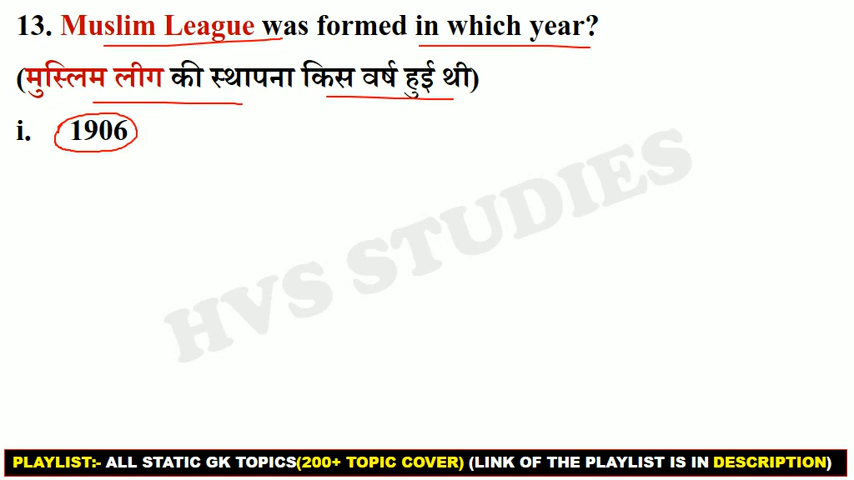 13. Muslim League was formed in which year?
(मुस्लिम लीग की स्थापना किस वर्ष हुई थी)
i. 1906
HVS STUDIES
PLAYLIST:- ALL STATIC GK TOPICS(200+ TOPIC COVER) (LINK OF THE PLAYLIST IS IN DESCRIPTION)